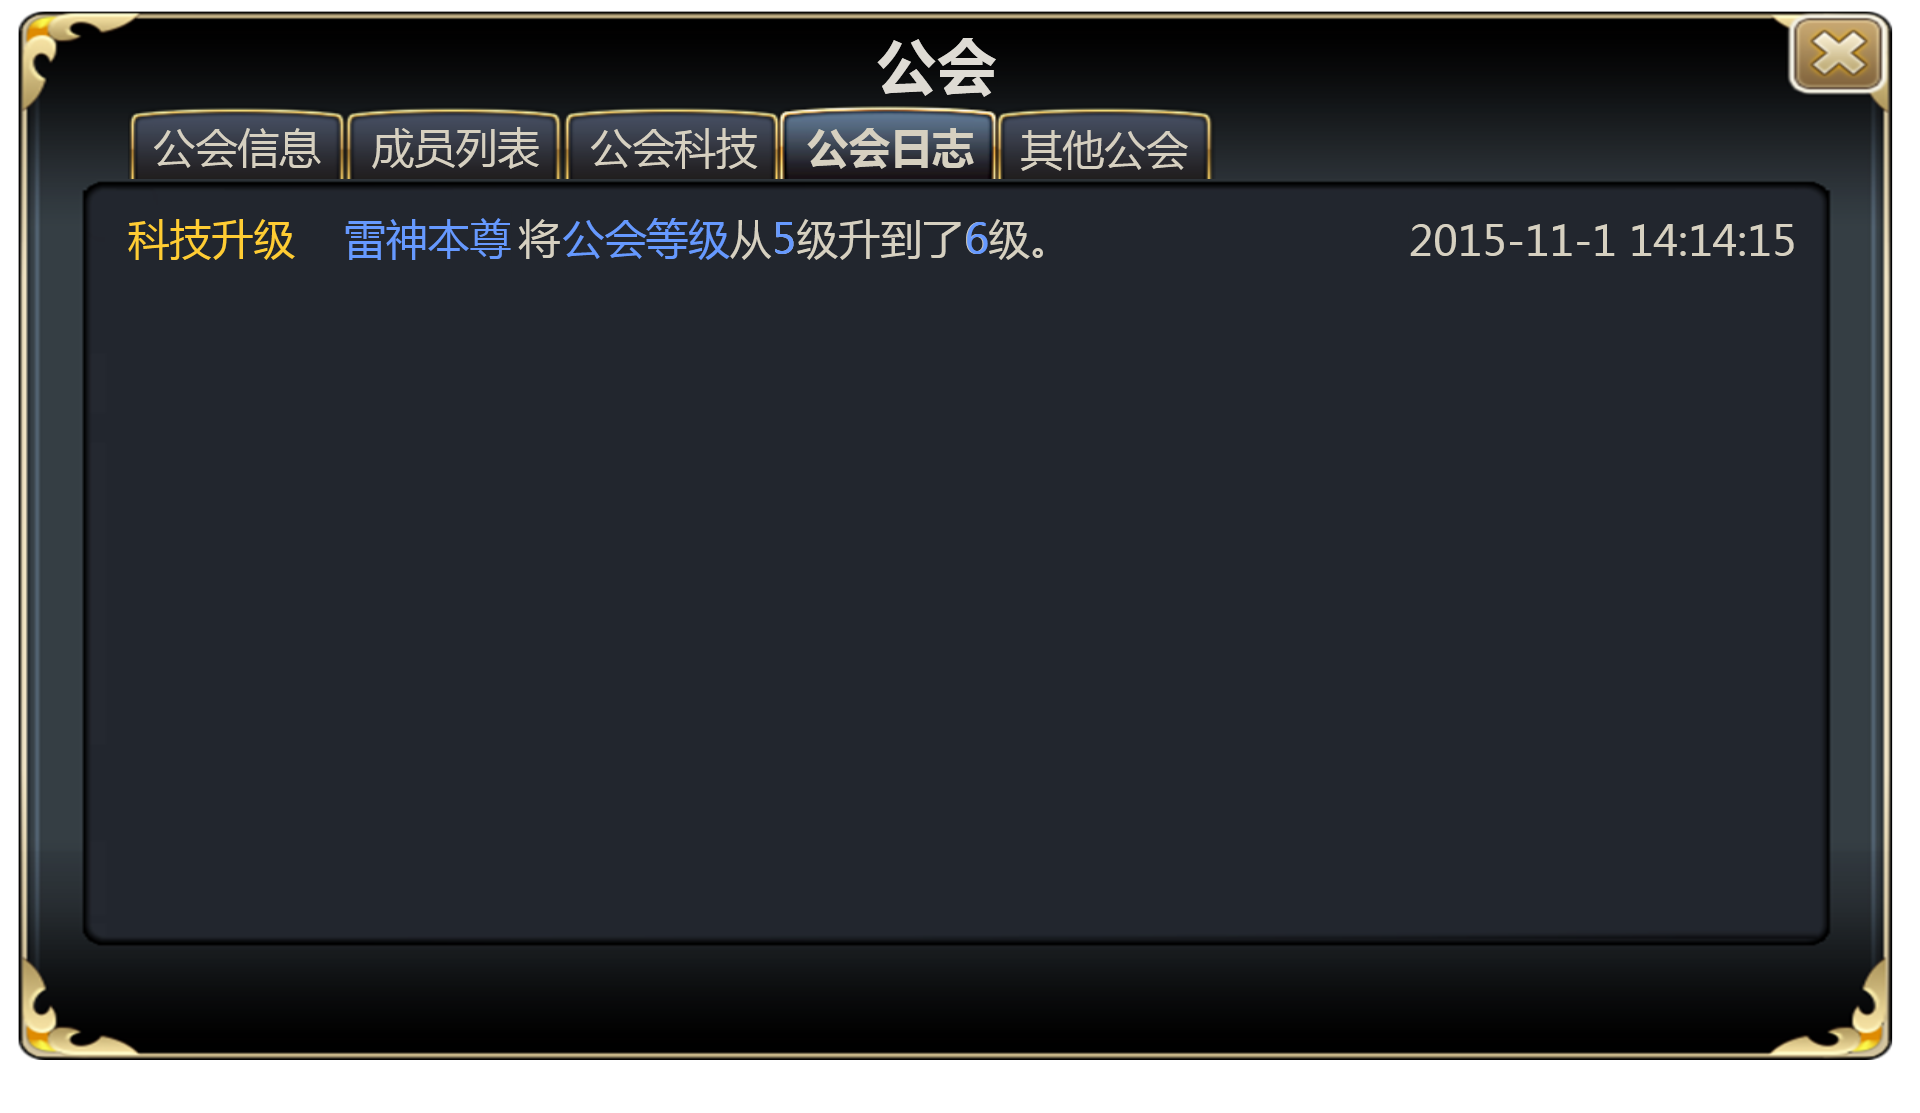 公会
公会信息 成员列表 公会科技 公会日志 其他公会
科技升级 雷神本尊 将公会等级从5级升到了6级。 2015-11-1 14:14:15